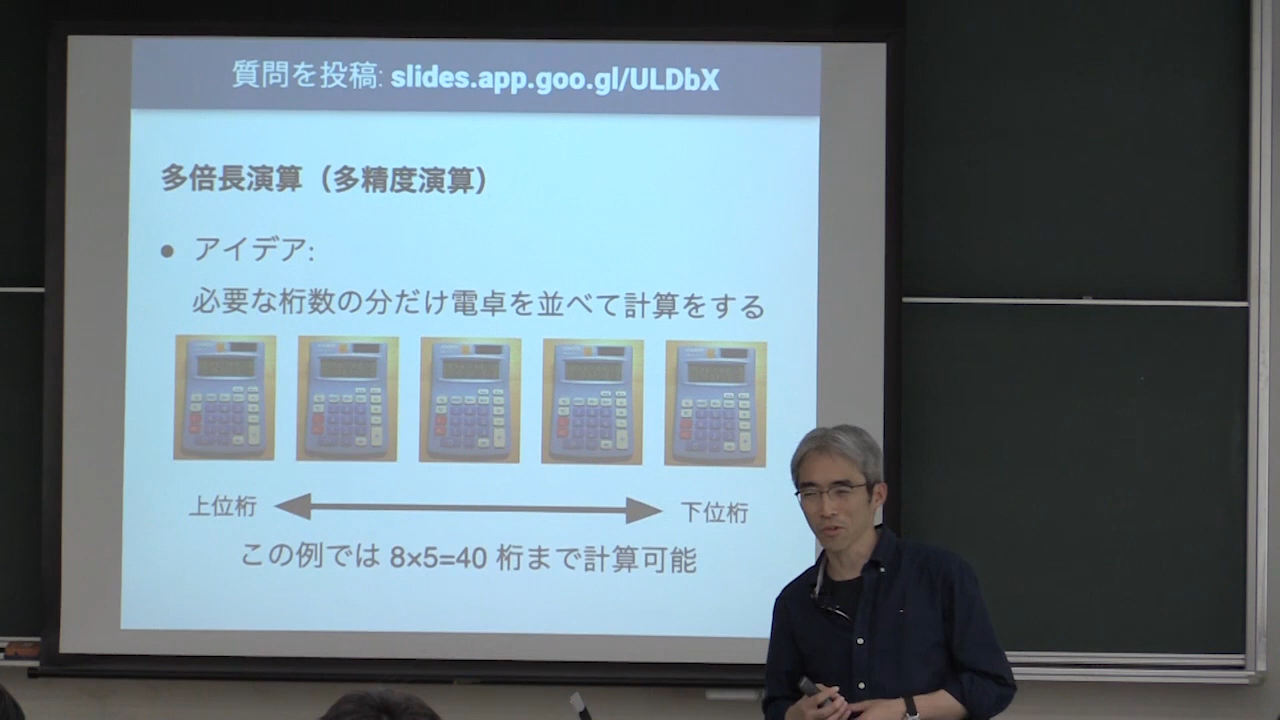 質問を投稿: slides.app.goo.gl/ULDbX
多倍長演算（多精度演算）
● アイデア:
必要な桁数の分だけ電卓を並べて計算をする
上位桁 下位桁
この例では 8×5=40 桁まで計算可能